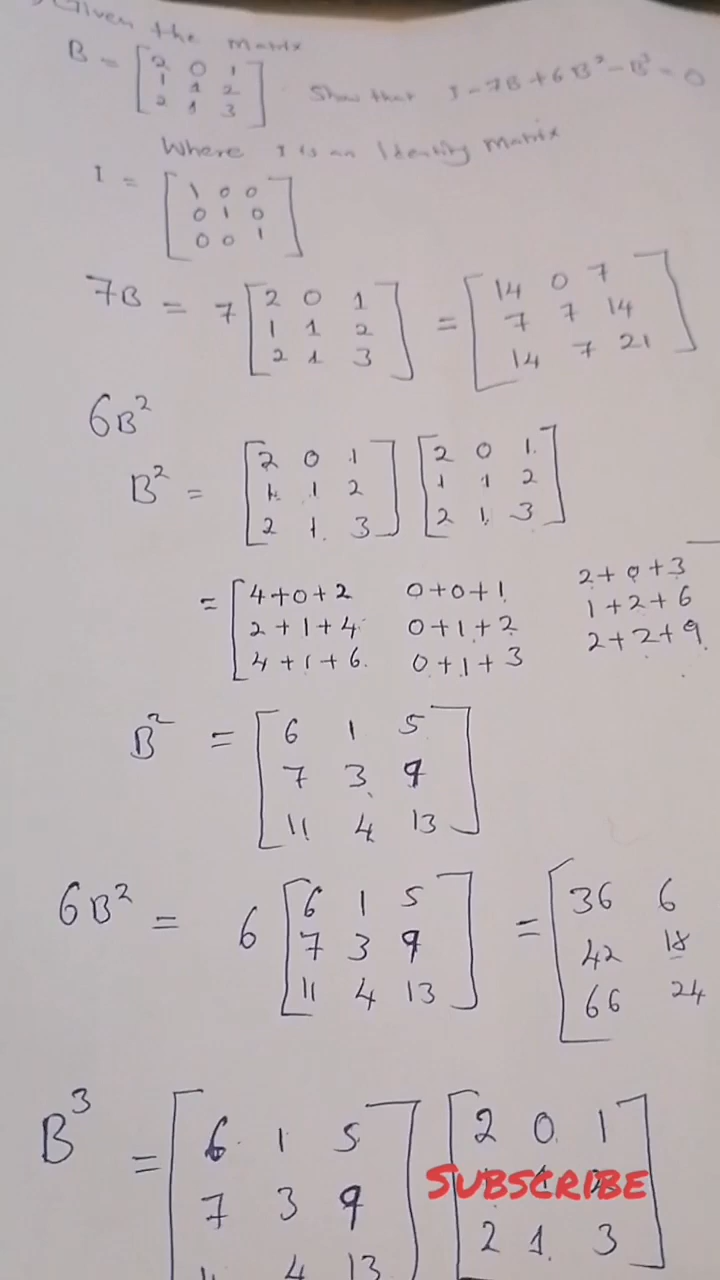 Given the matrix
B = [2 0 1
1 1 2
2 1 3] Show that I - 7B + 6B² - B³ = 0
Where I is an Identity matrix
I = [1 0 0
0 1 0
0 0 1]
7B = 7 [2 0 1
1 1 2
2 1 3] = [14 0 7
7 7 14
14 7 21]
6B²
B² = [2 0 1
1 1 2
2 1 3] [2 0 1
1 1 2
2 1 3]
= [4+0+2 0+0+1 2+0+3
2+1+4 0+1+2 1+2+6
4+1+6 0+1+3 2+2+9
B² = [6 1 5
7 3 9
11 4 13]
6B² = 6 [6 1 5
7 3 9
11 4 13] = [36 6
42 18
66 24
B³ = [6 1 5
7 3 9
4 13] [2 0 1
2 1 3]
SUBSCRIBE